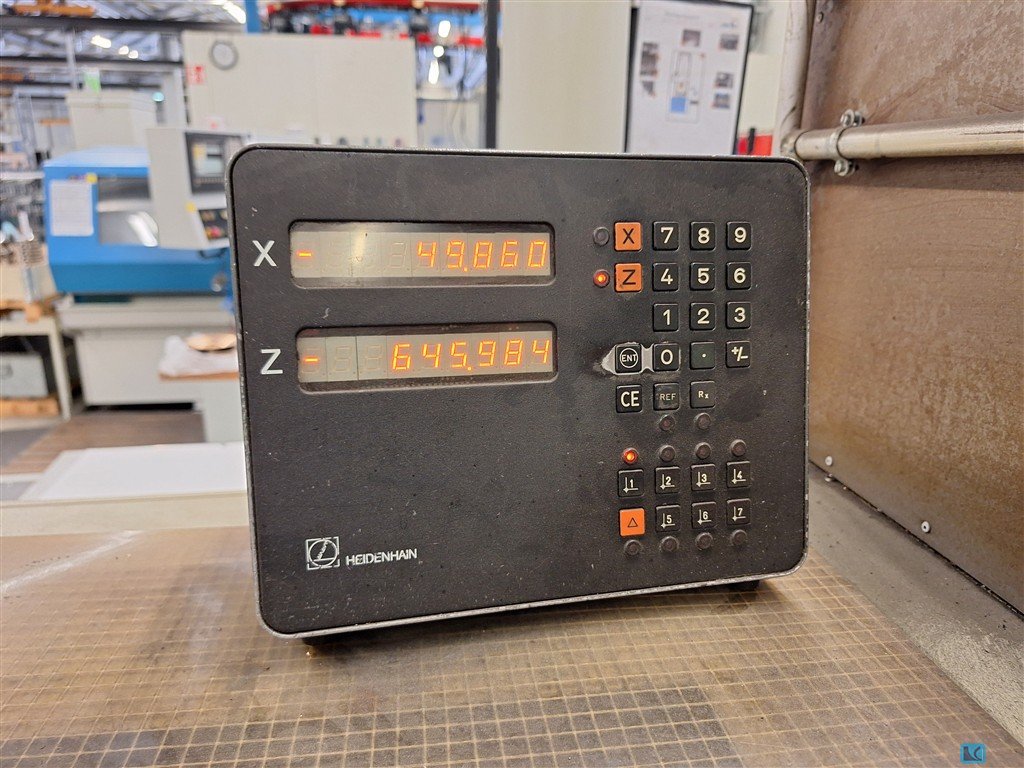 X - 49.860
Z - 645.984
X 7 8 9
Z 4 5 6
1 2 3
ENT 0 . +/-
CE REF Rx
1 2 3 4
△ 5 6 7
HEIDENHAIN